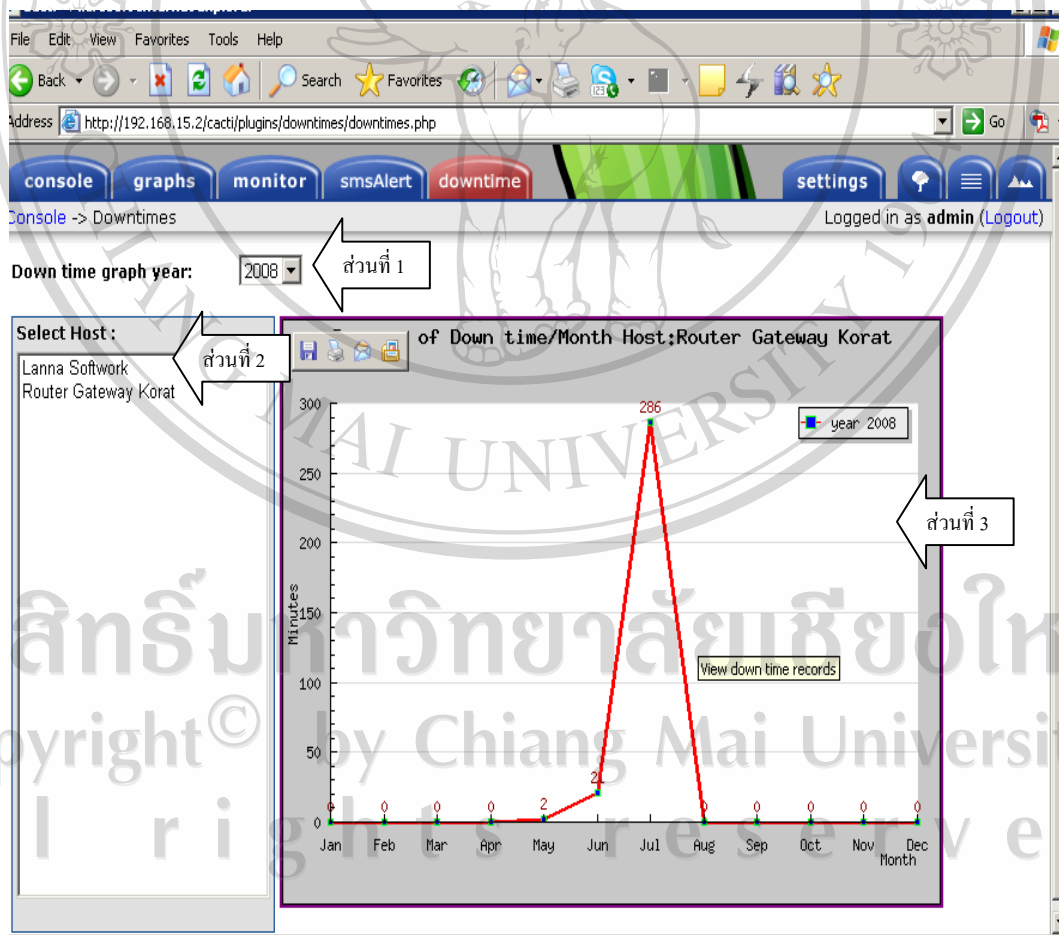 File Edit View Favorites Tools Help
Back Search Favorites
Address http://192.168.15.2/cacti/plugins/downtimes/downtimes.php Go
console graphs monitor smsAlert downtime settings
Console -> Downtimes Logged in as admin (Logout)
Down time graph year: 2008 ส่วนที่ 1
Select Host :
Lanna Softwork
Router Gateway Korat
ส่วนที่ 2
of Down time/Month Host:Router Gateway Korat
year 2008
ส่วนที่ 3
Minutes
300
250
200
150
100
50
0
0 0 0 0 2 21 286 0 0 0 0 0
View down time records
Jan Feb Mar Apr May Jun Jul Aug Sep Oct Nov Dec
Month
CHIANG MAI UNIVERSITY 1964
สิทธิ์มหาวิทยาลัยเชียงให
opyright© by Chiang Mai Universit
l rights reserve